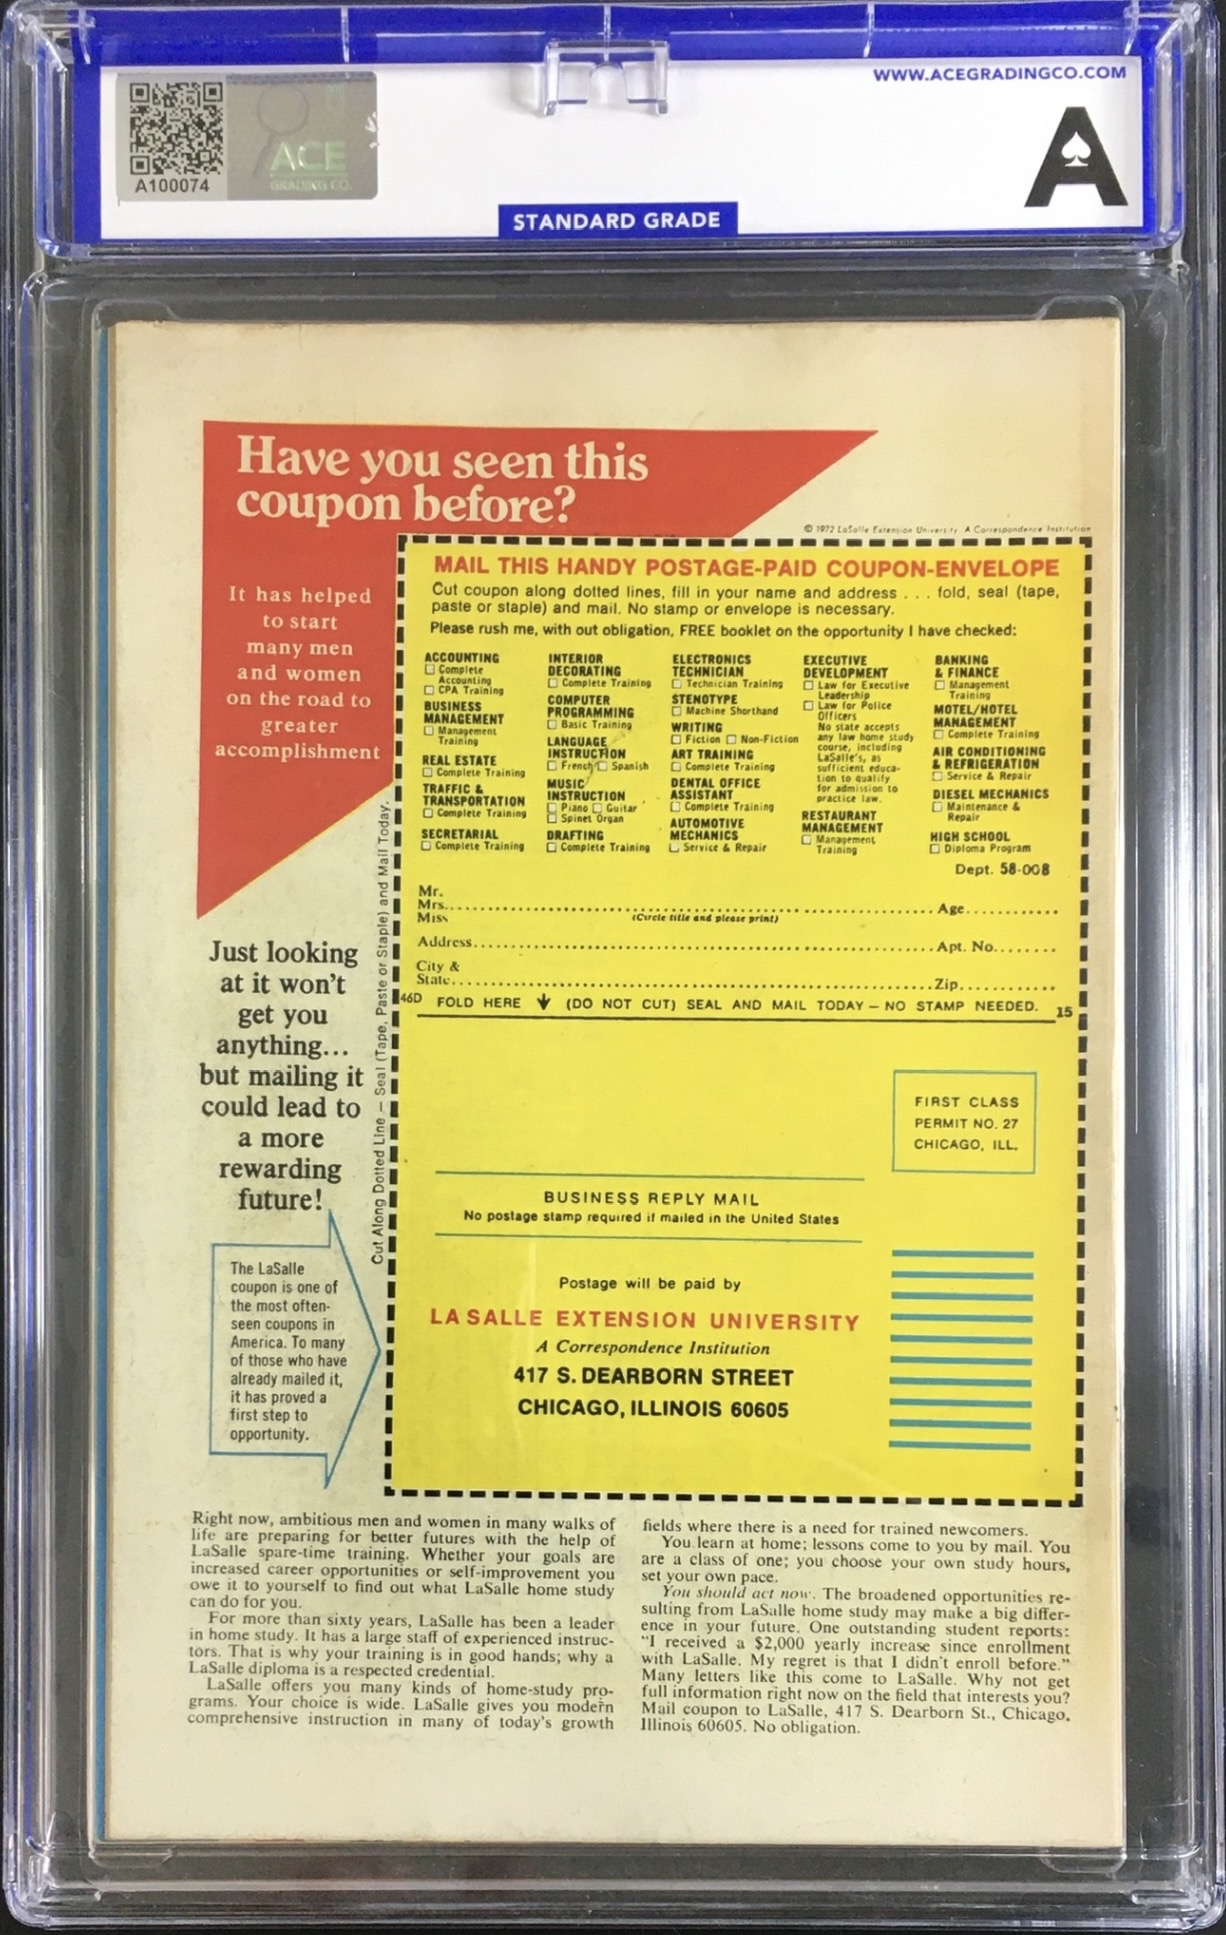 WWW.ACEGRADINGCO.COM
A100074
ACE
GRADING CO.
A
STANDARD GRADE
Have you seen this
coupon before?
© 1972 LaSalle Extension University A Correspondence Institution
It has helped
to start
many men
and women
on the road to
greater
accomplishment
MAIL THIS HANDY POSTAGE-PAID COUPON-ENVELOPE
Cut coupon along dotted lines, fill in your name and address . . . fold, seal (tape,
paste or staple) and mail. No stamp or envelope is necessary.
Please rush me, with out obligation, FREE booklet on the opportunity I have checked:
ACCOUNTING
Complete
Accounting
CPA Training
BUSINESS
MANAGEMENT
Management
Training
REAL ESTATE
Complete Training
TRAFFIC &
TRANSPORTATION
Complete Training
SECRETARIAL
Complete Training
INTERIOR
DECORATING
Complete Training
COMPUTER
PROGRAMMING
Basic Training
LANGUAGE
INSTRUCTION
French Spanish
MUSIC
INSTRUCTION
Piano Guitar
Spinet Organ
DRAFTING
Complete Training
ELECTRONICS
TECHNICIAN
Technician Training
STENOTYPE
Machine Shorthand
WRITING
Fiction Non-Fiction
ART TRAINING
Complete Training
DENTAL OFFICE
ASSISTANT
Complete Training
AUTOMOTIVE
MECHANICS
Service & Repair
EXECUTIVE
DEVELOPMENT
Law for Executive
Leadership
Law for Police
Officers
No state accepts
any law home study
course, including
LaSalle's, as
sufficient educa-
tion to qualify
for admission to
practice law.
RESTAURANT
MANAGEMENT
Management
Training
BANKING
& FINANCE
Management
Training
MOTEL/HOTEL
MANAGEMENT
Complete Training
AIR CONDITIONING
& REFRIGERATION
Service & Repair
DIESEL MECHANICS
Maintenance &
Repair
HIGH SCHOOL
Diploma Program
Dept. 58-008
Mr.
Mrs. Age
Miss (Circle title and please print)
Address Apt. No.
City &
State Zip
46D FOLD HERE ↓ (DO NOT CUT) SEAL AND MAIL TODAY – NO STAMP NEEDED. 15
Cut Along Dotted Line – Seal (Tape, Paste or Staple) and Mail Today.
Just looking
at it won't
get you
anything...
but mailing it
could lead to
a more
rewarding
future!
The LaSalle
coupon is one of
the most often-
seen coupons in
America. To many
of those who have
already mailed it,
it has proved a
first step to
opportunity.
FIRST CLASS
PERMIT NO. 27
CHICAGO, ILL.
BUSINESS REPLY MAIL
No postage stamp required if mailed in the United States
Postage will be paid by
LA SALLE EXTENSION UNIVERSITY
A Correspondence Institution
417 S. DEARBORN STREET
CHICAGO, ILLINOIS 60605
Right now, ambitious men and women in many walks of
life are preparing for better futures with the help of
LaSalle spare-time training. Whether your goals are
increased career opportunities or self-improvement you
owe it to yourself to find out what LaSalle home study
can do for you.
For more than sixty years, LaSalle has been a leader
in home study. It has a large staff of experienced instruc-
tors. That is why your training is in good hands; why a
LaSalle diploma is a respected credential.
LaSalle offers you many kinds of home-study pro-
grams. Your choice is wide. LaSalle gives you modern
comprehensive instruction in many of today's growth
fields where there is a need for trained newcomers.
You learn at home; lessons come to you by mail. You
are a class of one; you choose your own study hours,
set your own pace.
You should act now. The broadened opportunities re-
sulting from LaSalle home study may make a big differ-
ence in your future. One outstanding student reports:
"I received a $2,000 yearly increase since enrollment
with LaSalle. My regret is that I didn't enroll before."
Many letters like this come to LaSalle. Why not get
full information right now on the field that interests you?
Mail coupon to LaSalle, 417 S. Dearborn St., Chicago,
Illinois 60605. No obligation.